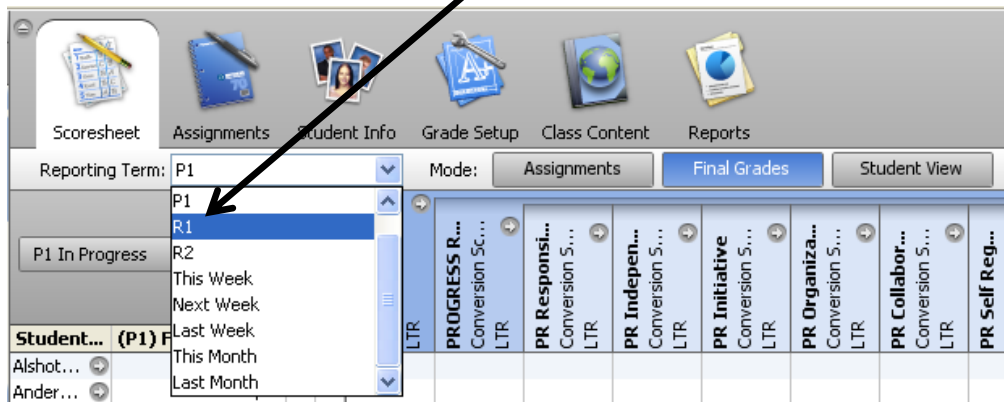 Scoresheet Assignments Student Info Grade Setup Class Content Reports
Reporting Term: P1 Mode: Assignments Final Grades Student View
P1
R1
R2
This Week
Next Week
Last Week
This Month
Last Month
P1 In Progress
LTR
PROGRESS R...
Conversion Sc...
LTR
PR Responsi...
Conversion S...
LTR
PR Indepen...
Conversion S...
LTR
PR Initiative
Conversion S...
LTR
PR Organiza...
Conversion S...
LTR
PR Collabor...
Conversion S...
LTR
PR Self Reg...
Student... (P1) F
Alshot...
Ander...